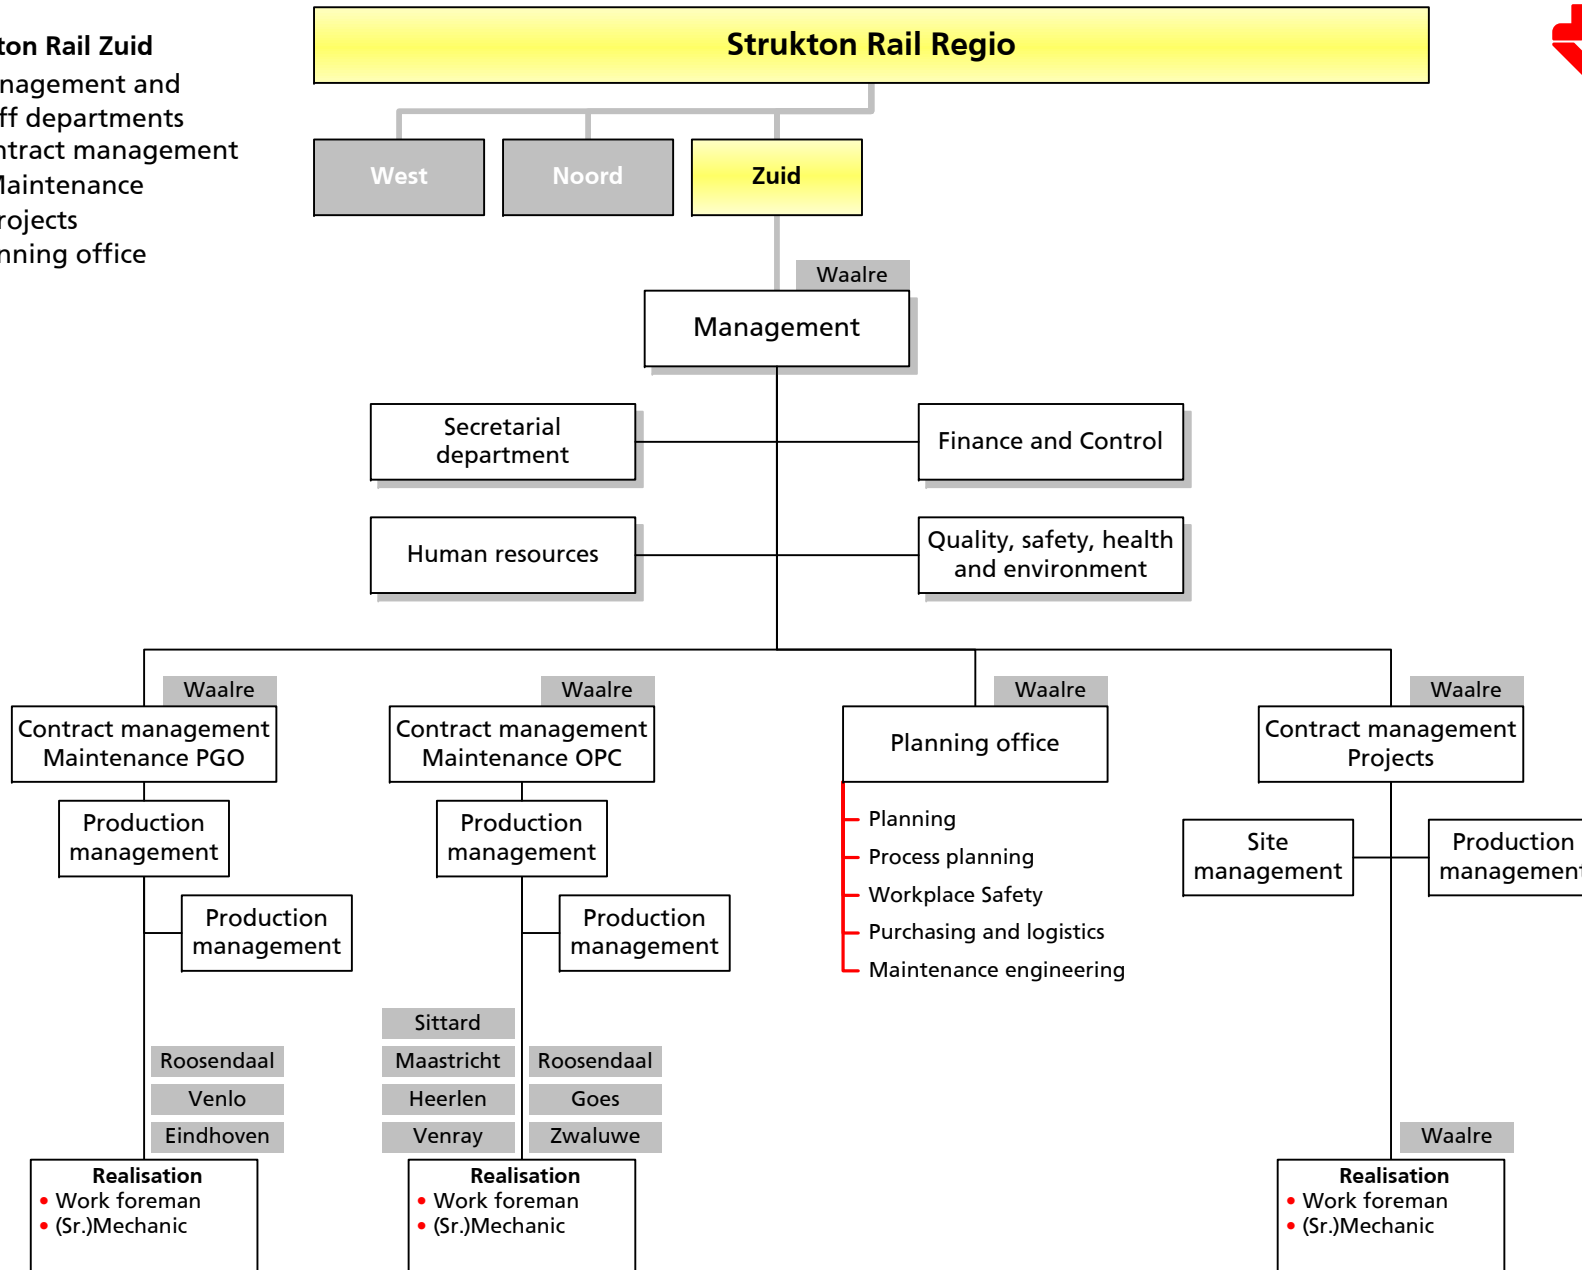 Strukton Rail Regio
ton Rail Zuid
nagement and
ff departments
ntract management
Maintenance
rojects
nning office
West
Noord
Zuid
Waalre
Management
Secretarial
department
Finance and Control
Human resources
Quality, safety, health
and environment
Waalre
Contract management
Maintenance PGO
Production
management
Production
management
Roosendaal
Venlo
Eindhoven
Realisation
• Work foreman
• (Sr.)Mechanic
Waalre
Contract management
Maintenance OPC
Production
management
Production
management
Sittard
Maastricht
Heerlen
Venray
Roosendaal
Goes
Zwaluwe
Realisation
• Work foreman
• (Sr.)Mechanic
Waalre
Planning office
Planning
Process planning
Workplace Safety
Purchasing and logistics
Maintenance engineering
Waalre
Contract management
Projects
Site
management
Production
management
Waalre
Realisation
• Work foreman
• (Sr.)Mechanic